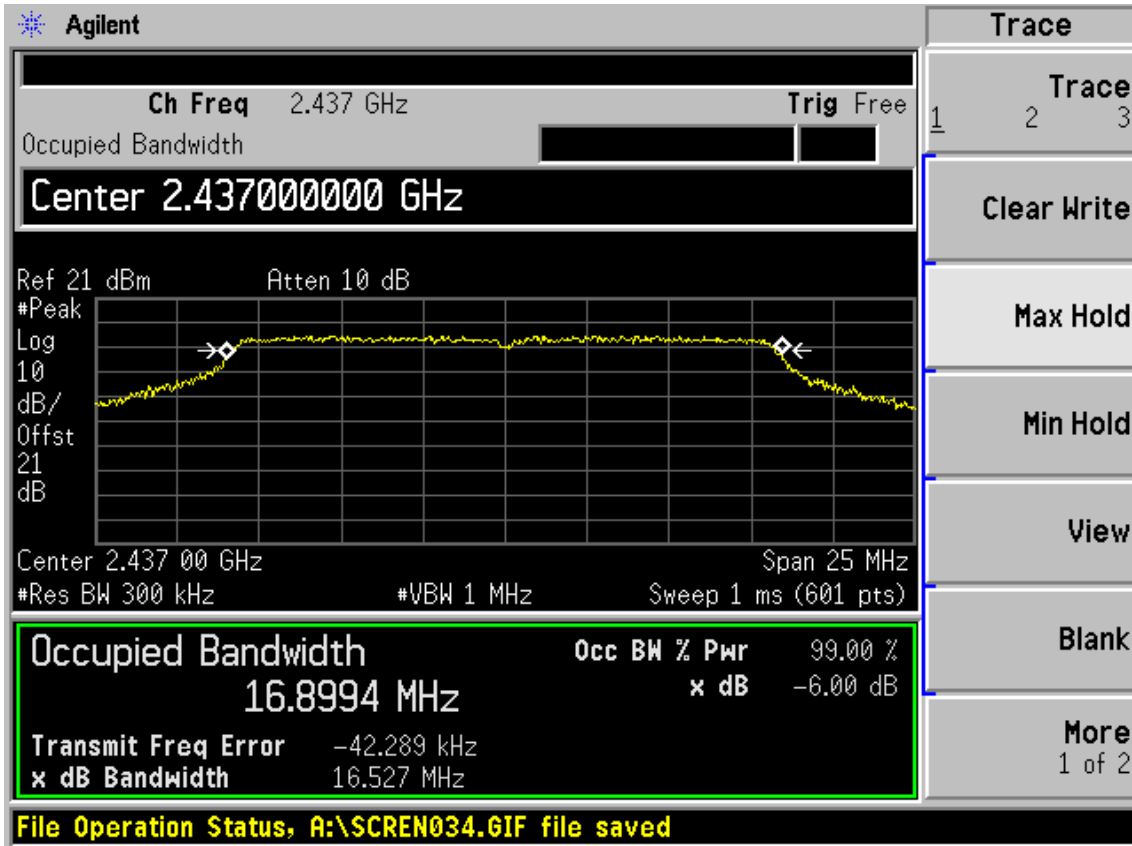 Agilent
Trace
Ch Freq 2.437 GHz Trig Free
Occupied Bandwidth
Center 2.437000000 GHz
Ref 21 dBm Atten 10 dB
#Peak
Log
10
dB/
Offst
21
dB
Center 2.437 00 GHz Span 25 MHz
#Res BW 300 kHz #VBW 1 MHz Sweep 1 ms (601 pts)
Occupied Bandwidth
16.8994 MHz
Occ BW % Pwr 99.00 %
x dB -6.00 dB
Transmit Freq Error -42.289 kHz
x dB Bandwidth 16.527 MHz
Trace
1 2 3
Clear Write
Max Hold
Min Hold
View
Blank
More
1 of 2
File Operation Status, A:\SCREN034.GIF file saved